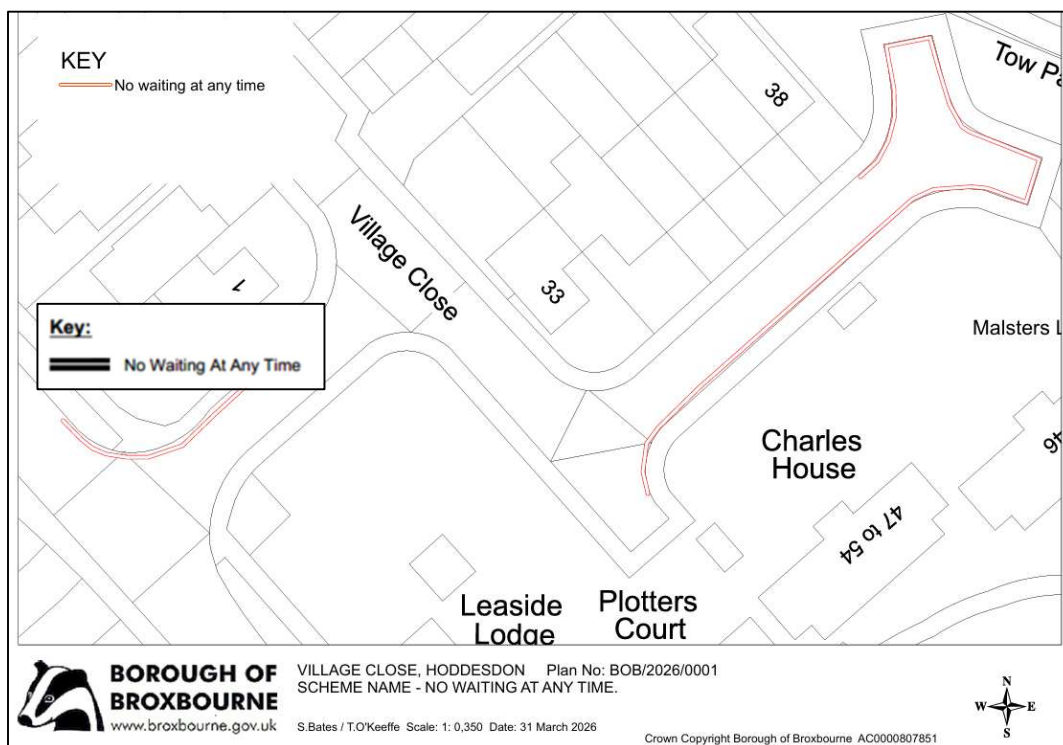 KEY
No waiting at any time
Tow
38
Village Close
33
1
Key:
No Waiting At Any Time
Malsters
46
Charles
House
47 to 54
Leaside
Lodge
Plotters
Court
BOROUGH OF
BROXBOURNE
www.broxbourne.gov.uk
VILLAGE CLOSE, HODDESDON Plan No: BOB/2026/0001
SCHEME NAME - NO WAITING AT ANY TIME.
S.Bates / T.O'Keeffe Scale: 1: 0,350 Date: 31 March 2026
Crown Copyright Borough of Broxbourne AC0000807851
N
W E
S